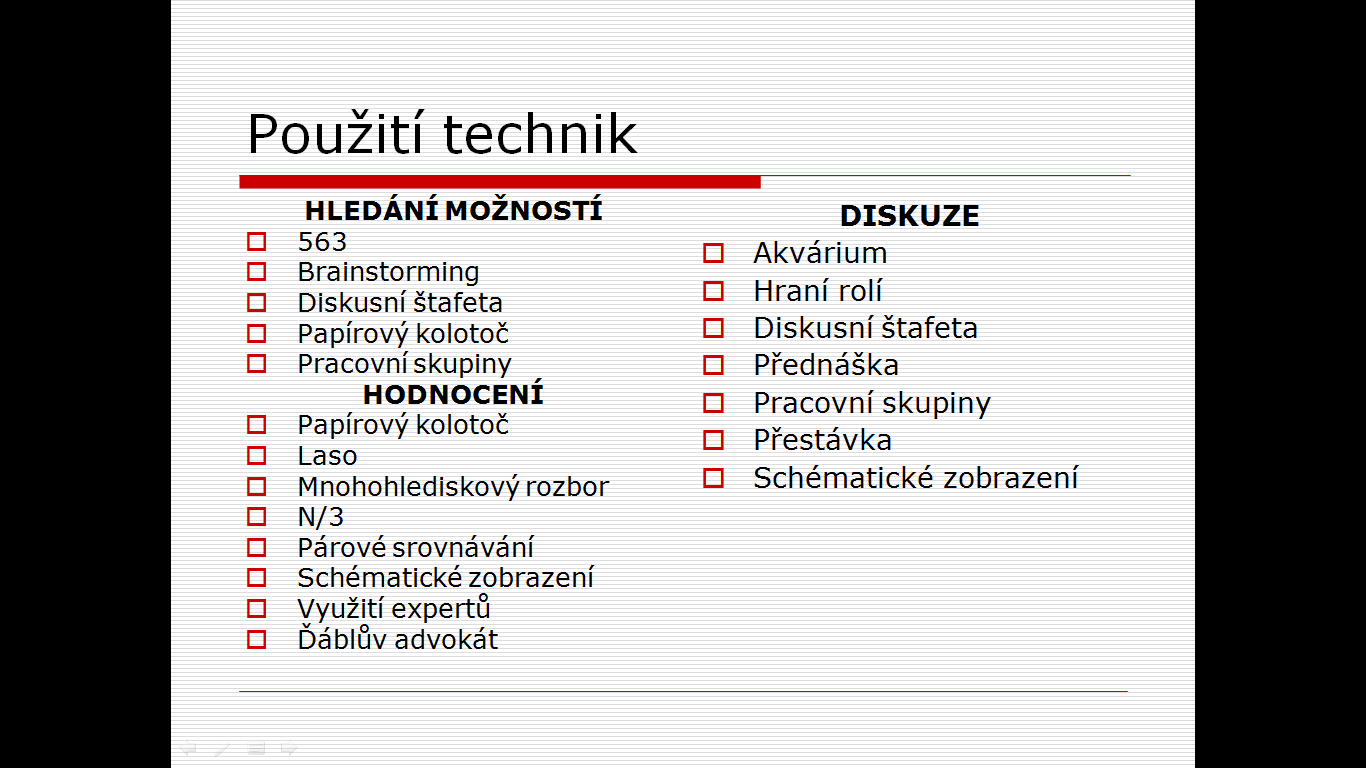 Použití technik
HLEDÁNÍ MOŽNOSTÍ
563
Brainstorming
Diskusní štafeta
Papírový kolotoč
Pracovní skupiny
HODNOCENÍ
Papírový kolotoč
Laso
Mnohohlediskový rozbor
N/3
Párové srovnávání
Schématické zobrazení
Využití expertů
Ďáblův advokát
DISKUZE
Akvárium
Hraní rolí
Diskusní štafeta
Přednáška
Pracovní skupiny
Přestávka
Schématické zobrazení